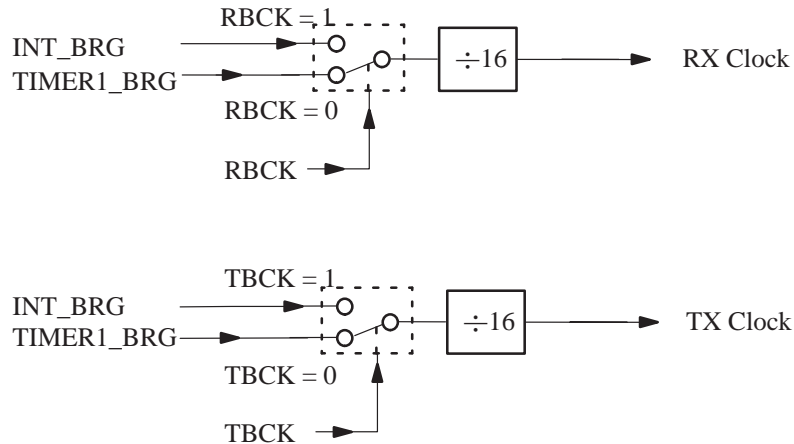 RBCK = 1
INT_BRG
TIMER1_BRG
÷16
RX Clock
RBCK = 0
RBCK
TBCK = 1
INT_BRG
TIMER1_BRG
÷16
TX Clock
TBCK = 0
TBCK